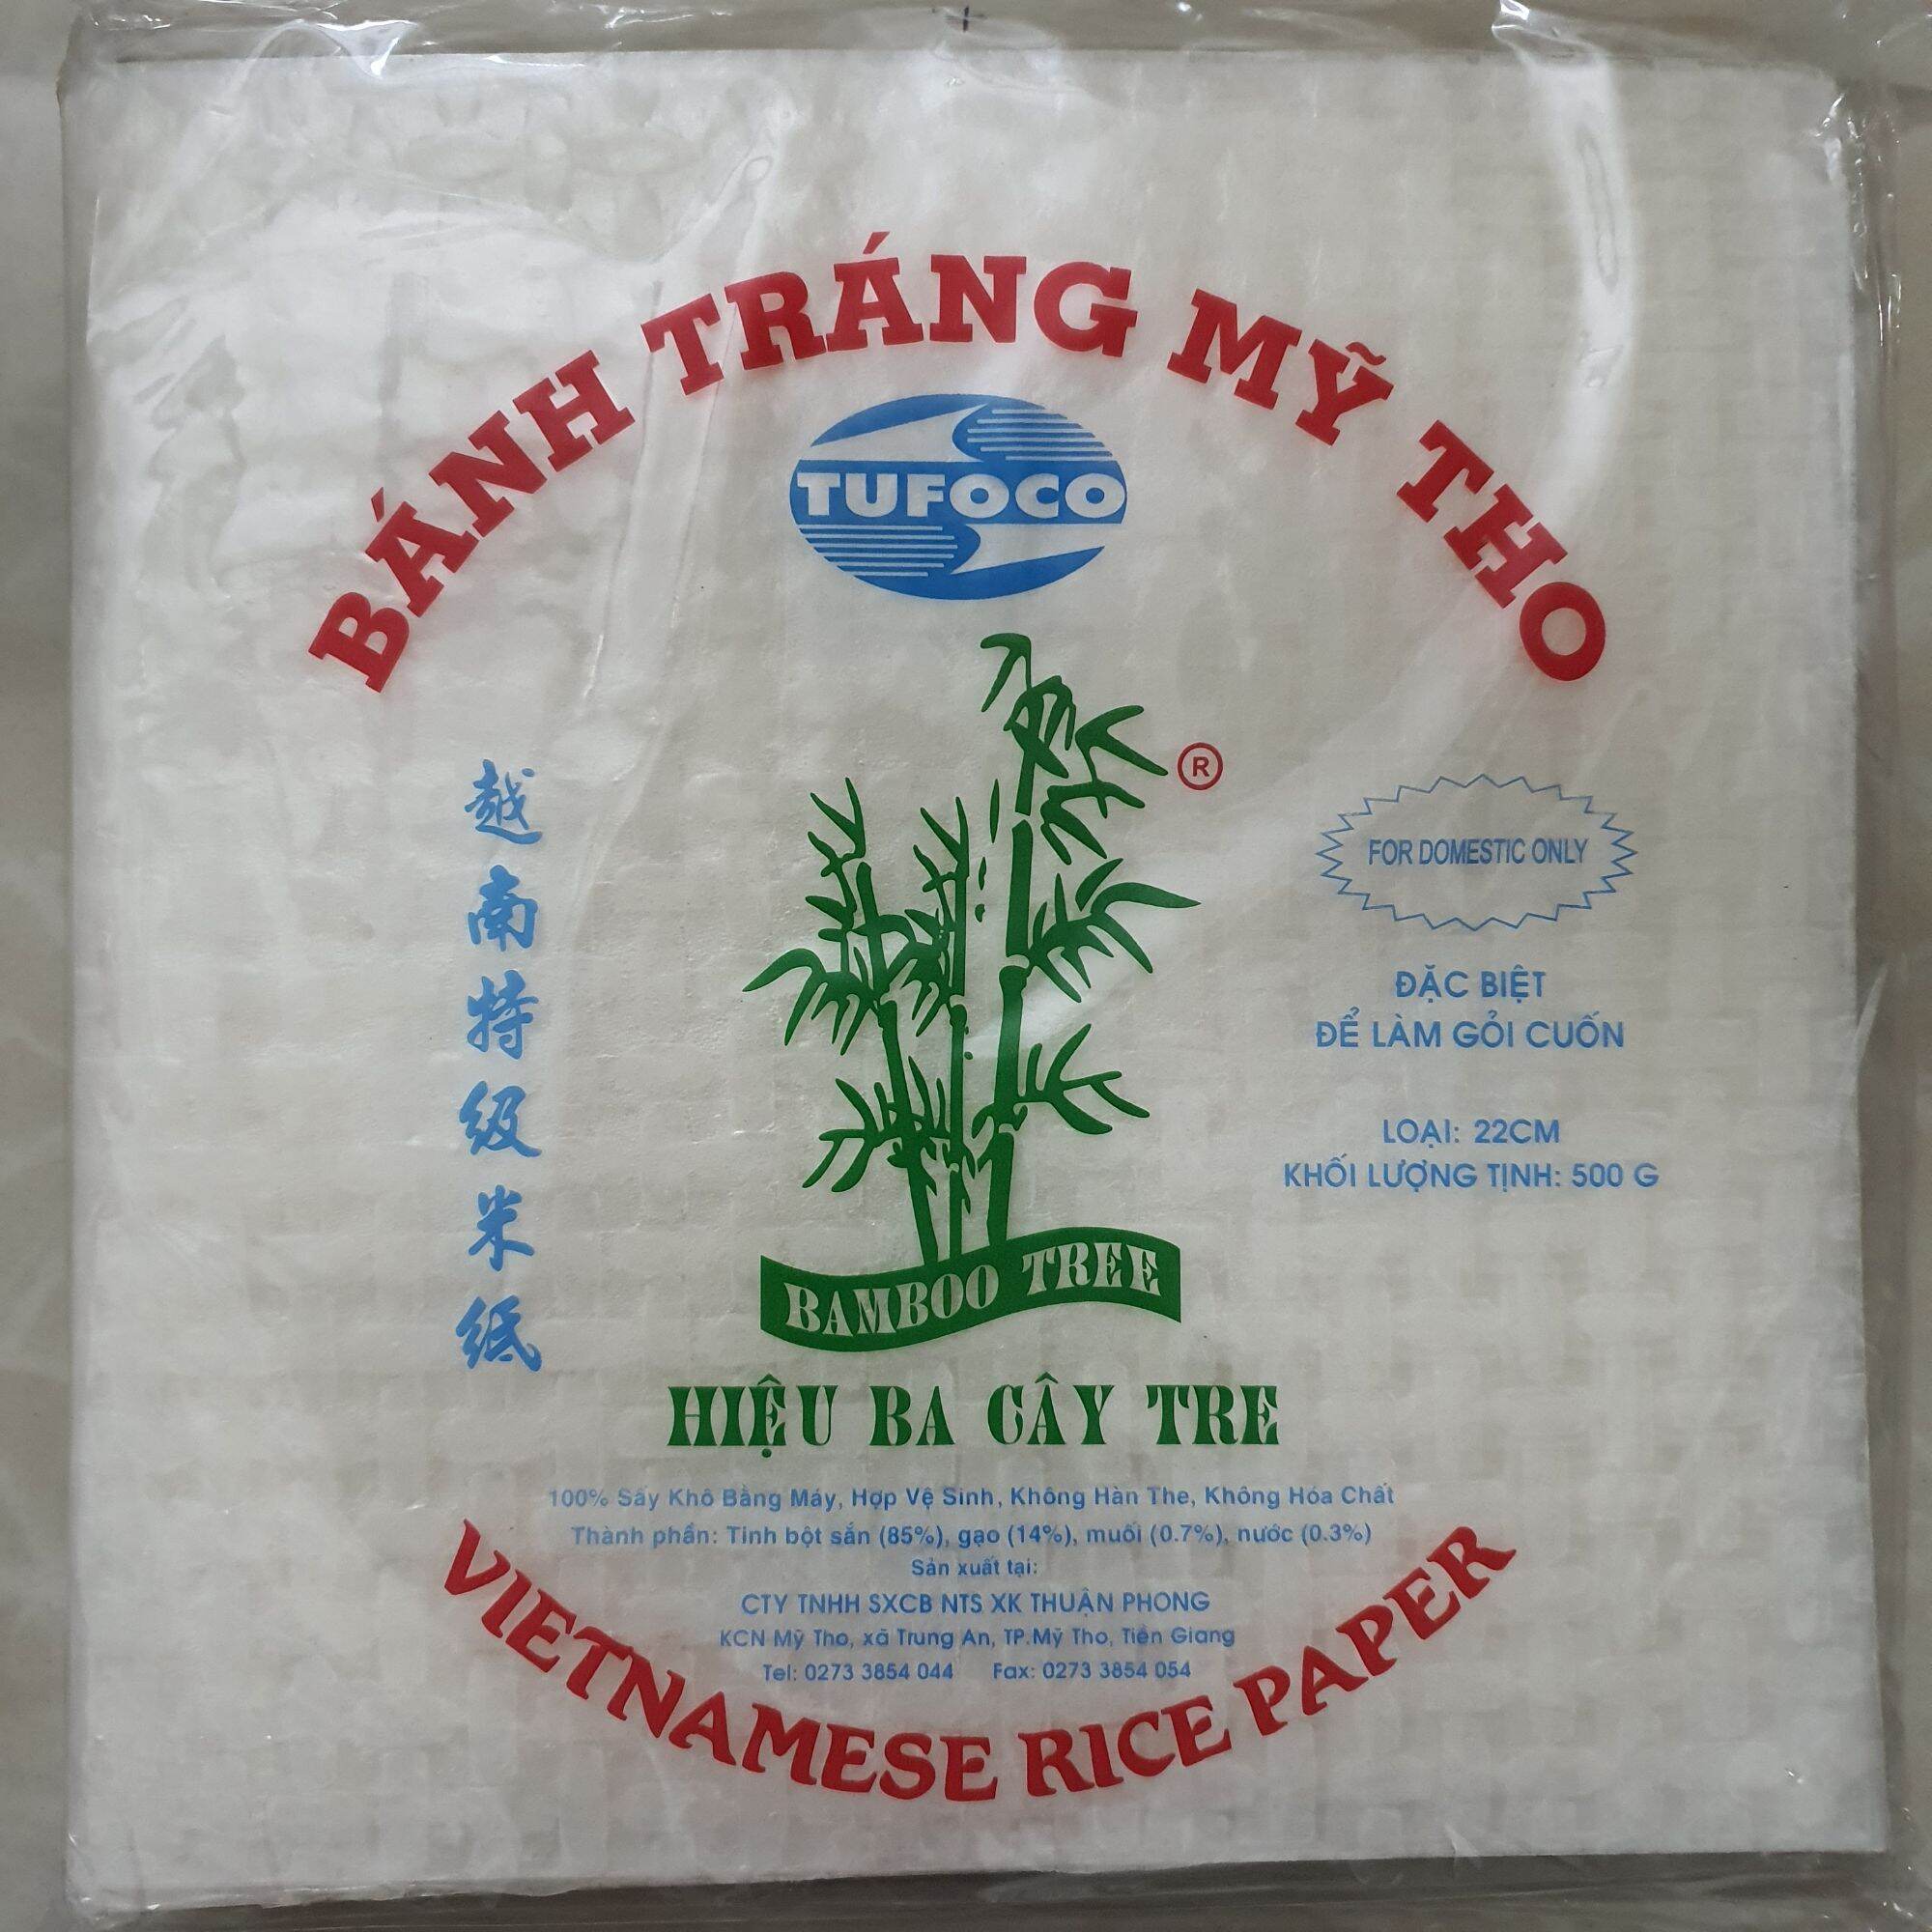 BÁNH TRÁNG MỸ THO
TUFOCO
®
越南特级米纸
FOR DOMESTIC ONLY
ĐẶC BIỆT
ĐỂ LÀM GỎI CUỐN
LOẠI: 22CM
KHỐI LƯỢNG TỊNH: 500 G
BAMBOO TREE
HIỆU BA CÂY TRE
100% Sấy Khô Bằng Máy, Hợp Vệ Sinh, Không Hàn The, Không Hóa Chất
Thành phần: Tinh bột sắn (85%), gạo (14%), muối (0.7%), nước (0.3%)
Sản xuất tại:
CTY TNHH SXCB NTS XK THUẬN PHONG
KCN Mỹ Tho, xã Trung An, TP.Mỹ Tho, Tiền Giang
Tel: 0273 3854 044 Fax: 0273 3854 054
VIETNAMESE RICE PAPER